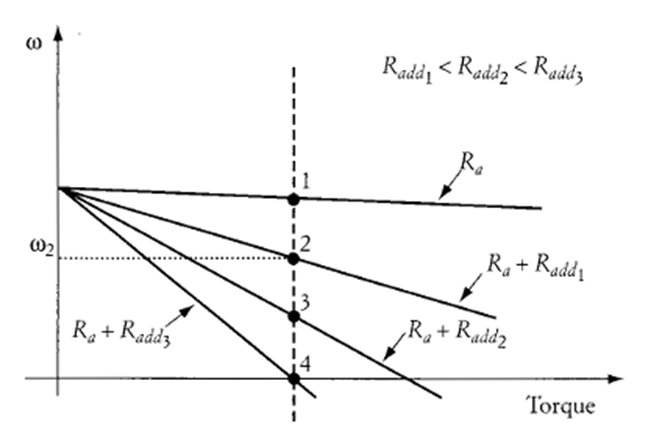 ω
R_add1 < R_add2 < R_add3
1
R_a
ω2
2
R_a + R_add1
3
R_a + R_add3
R_a + R_add2
4
Torque